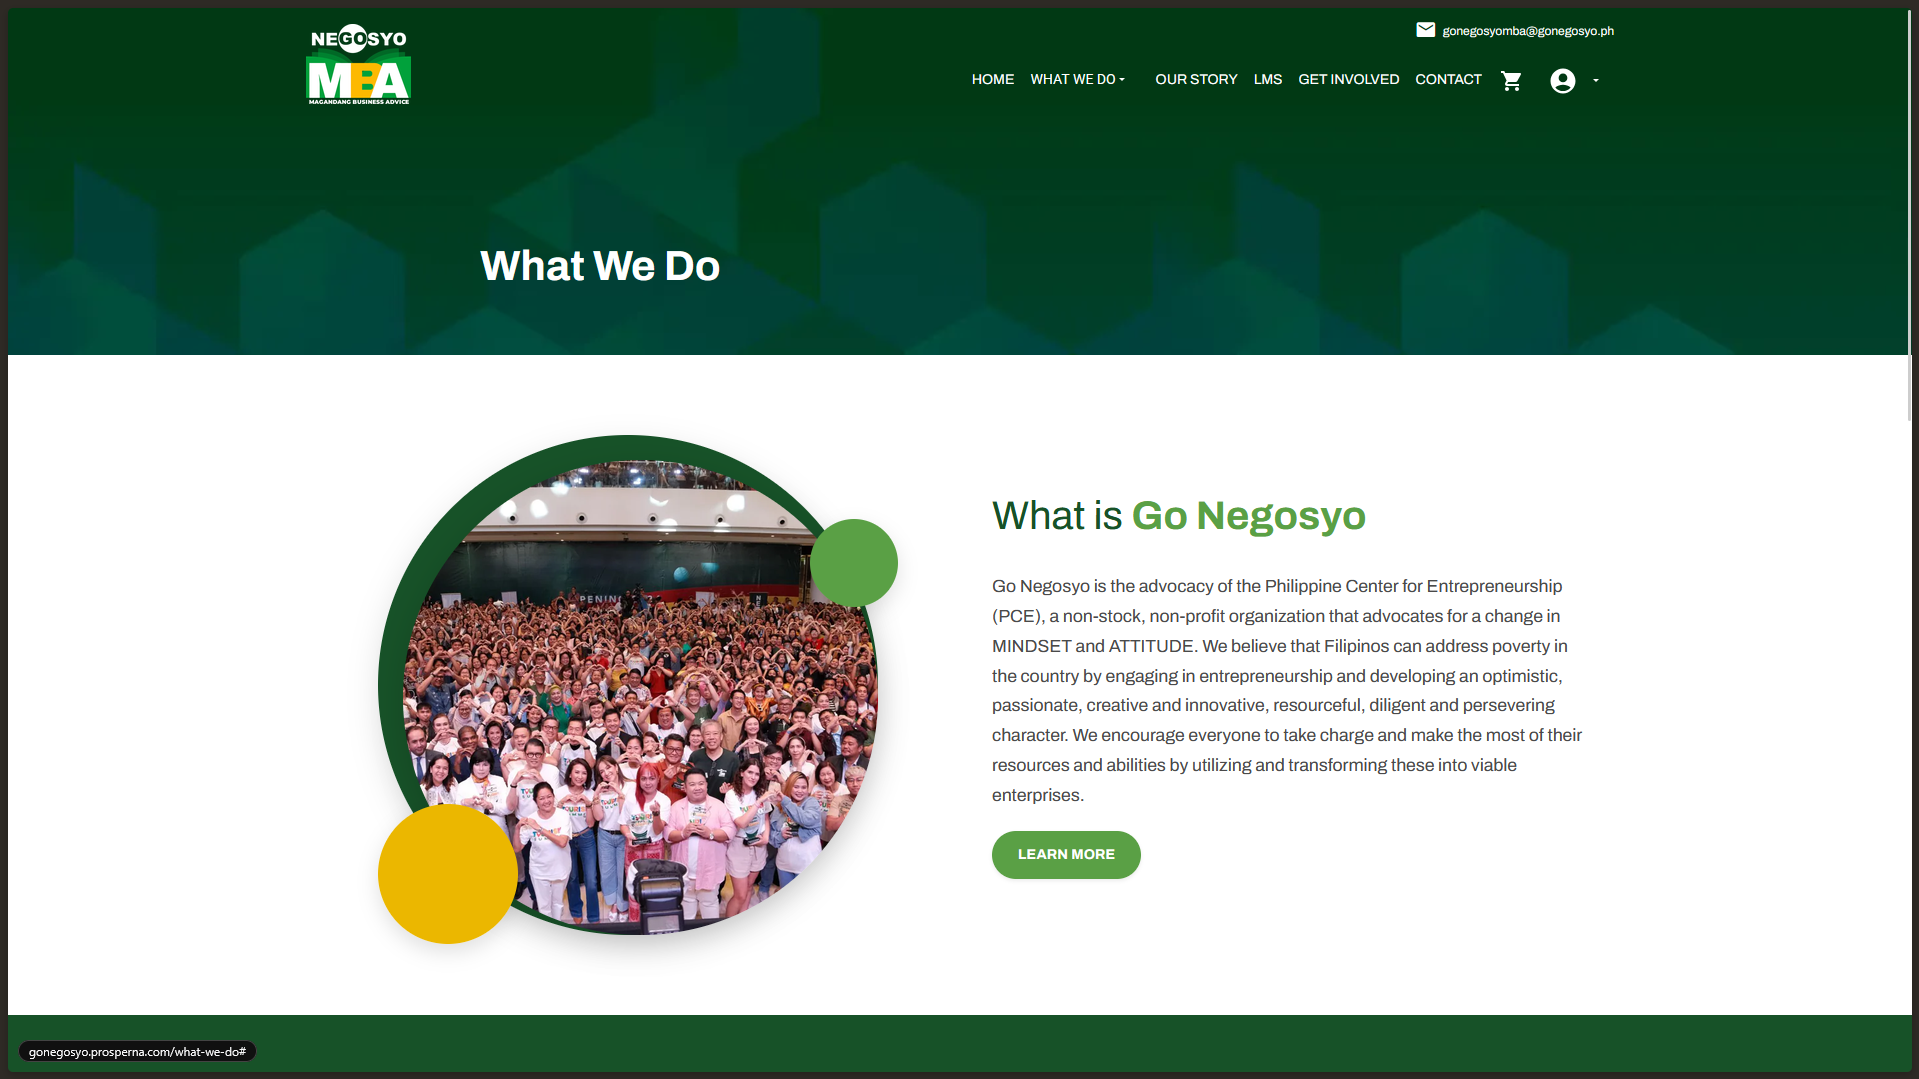 NEGOSYO
MBA
MAGANDANG BUSINESS ADVICE
gonegosyomba@gonegosyo.ph
HOME WHAT WE DO OUR STORY LMS GET INVOLVED CONTACT
What We Do
What is Go Negosyo
Go Negosyo is the advocacy of the Philippine Center for Entrepreneurship
(PCE), a non-stock, non-profit organization that advocates for a change in
MINDSET and ATTITUDE. We believe that Filipinos can address poverty in
the country by engaging in entrepreneurship and developing an optimistic,
passionate, creative and innovative, resourceful, diligent and persevering
character. We encourage everyone to take charge and make the most of their
resources and abilities by utilizing and transforming these into viable
enterprises.
LEARN MORE
gonegosyo.prosperna.com/what-we-do#